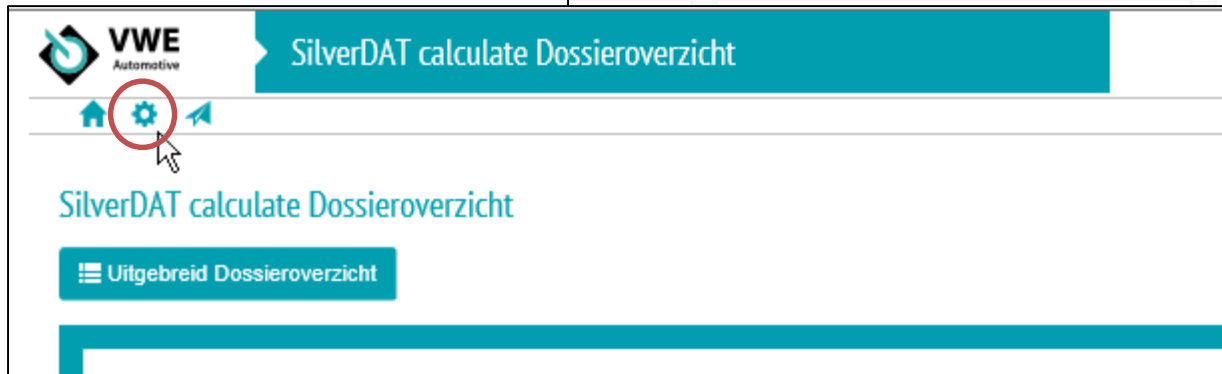 VWE
Automotive
SilverDAT calculate Dossieroverzicht
SilverDAT calculate Dossieroverzicht
Uitgebreid Dossieroverzicht